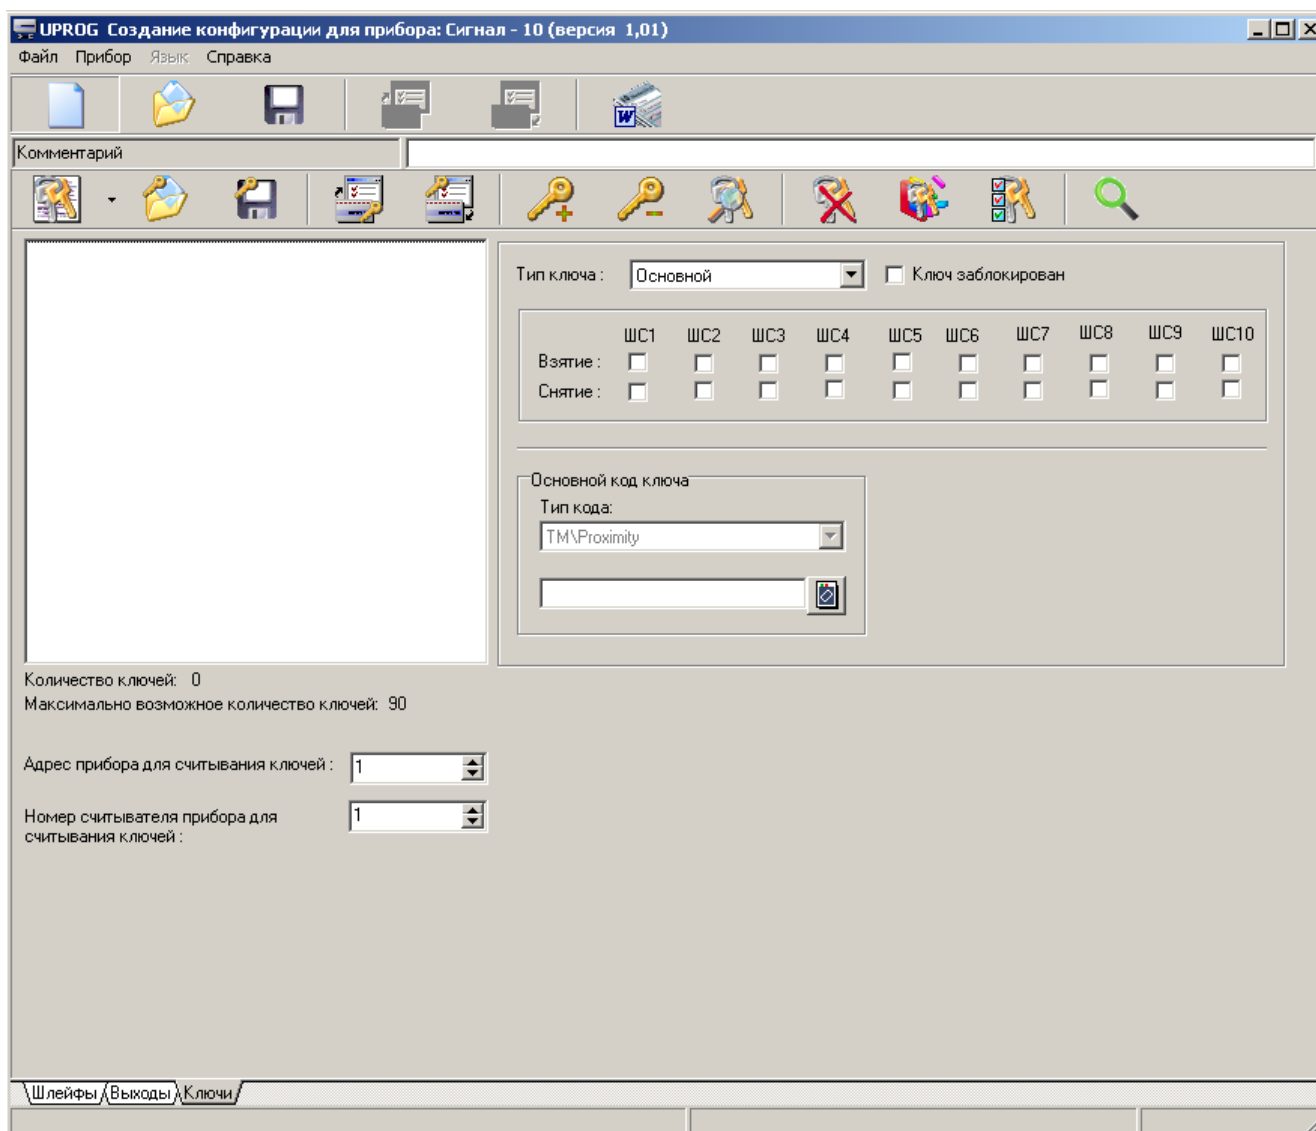 UPROG Создание конфигурации для прибора: Сигнал - 10 (версия 1,01)
Файл Прибор Язык Справка
W
Комментарий
Тип ключа : Основной Ключ заблокирован
ШС1 ШС2 ШС3 ШС4 ШС5 ШС6 ШС7 ШС8 ШС9 ШС10
Взятие :
Снятие :
Основной код ключа
Тип кода:
TM\Proximity
Количество ключей: 0
Максимально возможное количество ключей: 90
Адрес прибора для считывания ключей : 1
Номер считывателя прибора для 1
считывания ключей :
Шлейфы Выходы Ключи